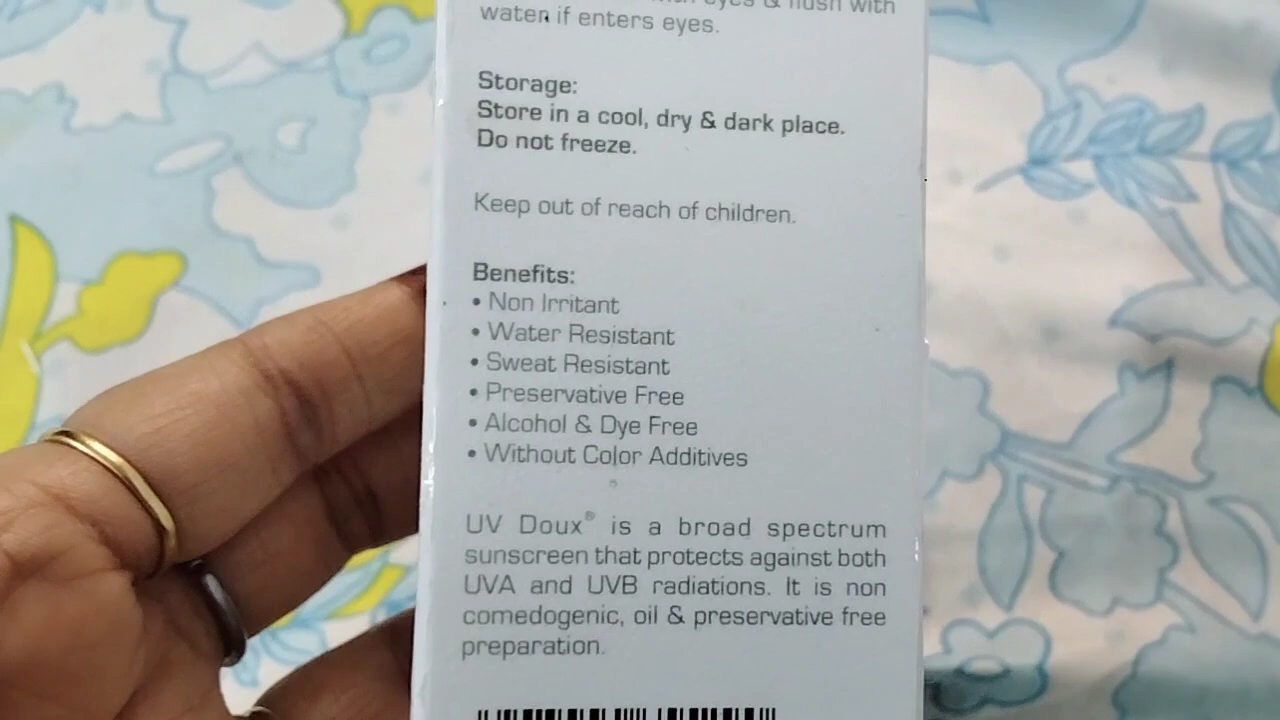 eyes & flush with
water if enters eyes.
Storage:
Store in a cool, dry & dark place.
Do not freeze.
Keep out of reach of children.
Benefits:
• Non Irritant
• Water Resistant
• Sweat Resistant
• Preservative Free
• Alcohol & Dye Free
• Without Color Additives
UV Doux® is a broad spectrum
sunscreen that protects against both
UVA and UVB radiations. It is non
comedogenic, oil & preservative free
preparation.